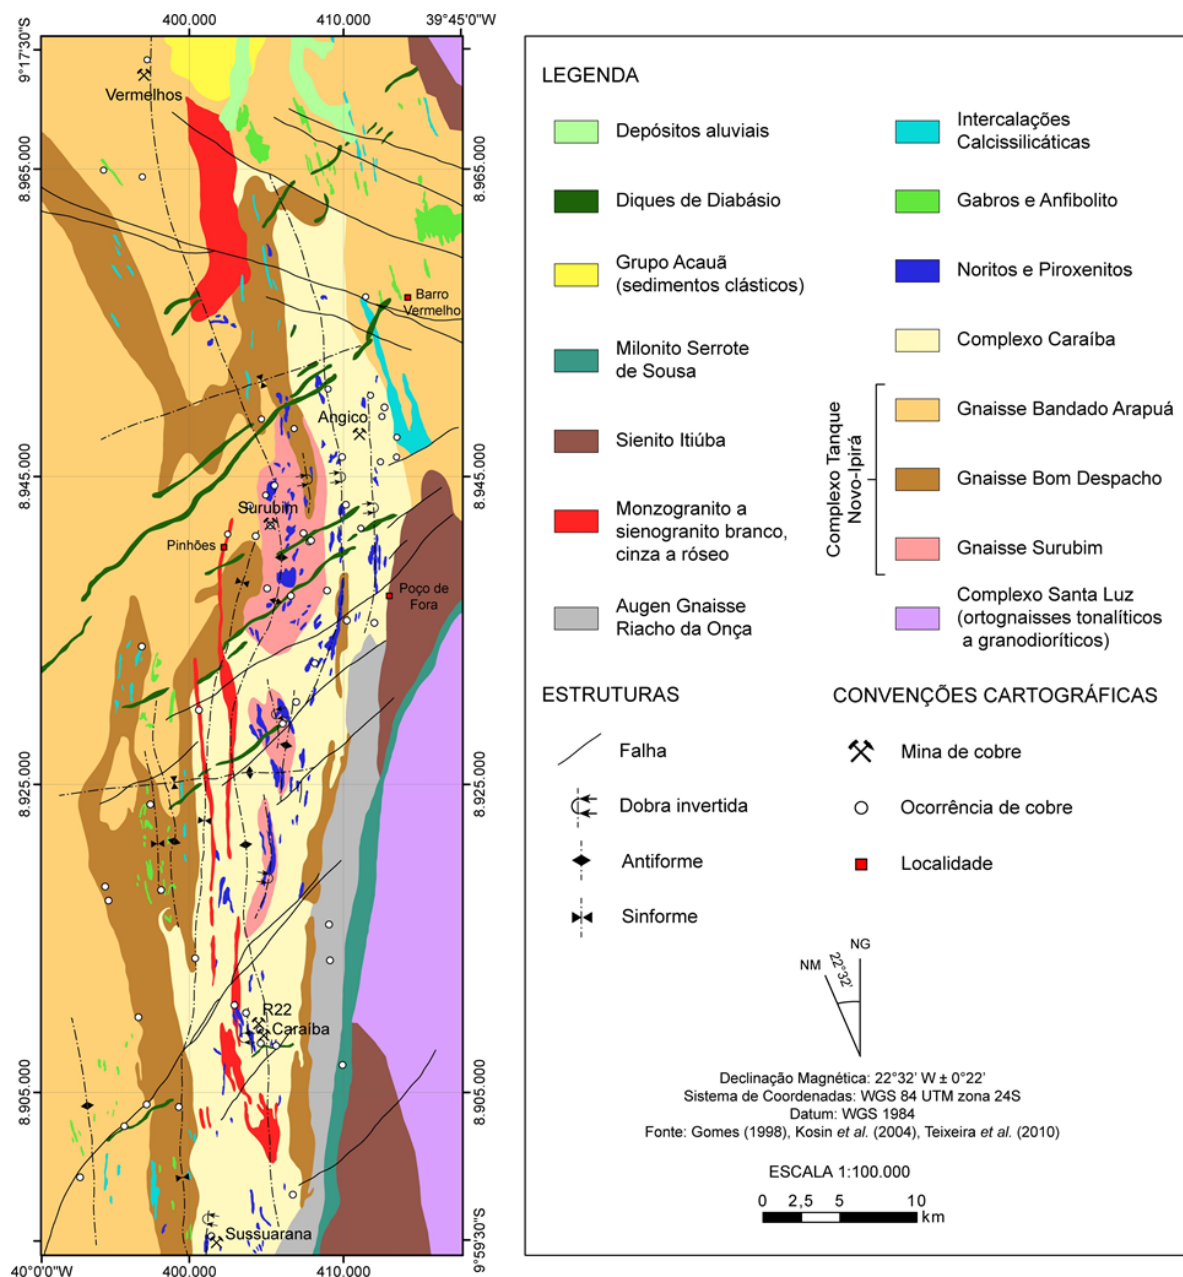 400.000
410.000
39°45'0"W
9°17'30"S
Vermelhos
8.965.000
8.965.000
Barro
Vermelho
Angico
8.945.000
8.945.000
Surubim
Pinhões
Poço de
Fora
8.925.000
8.925.000
R22
Caraíba
8.905.000
8.905.000
Sussuarana
9°59'30"S
40°0'0"W
400.000
410.000
LEGENDA
Depósitos aluviais
Diques de Diabásio
Grupo Acauã
(sedimentos clásticos)
Milonito Serrote
de Sousa
Sienito Itiúba
Monzogranito a
sienogranito branco,
cinza a róseo
Augen Gnaisse
Riacho da Onça
Intercalações
Calcissilicáticas
Gabros e Anfibolito
Noritos e Piroxenitos
Complexo Caraíba
Complexo Tanque
Novo-Ipirá
Gnaisse Bandado Arapuá
Gnaisse Bom Despacho
Gnaisse Surubim
Complexo Santa Luz
(ortognaisses tonalíticos
a granodioríticos)
ESTRUTURAS
Falha
Dobra invertida
Antiforme
Sinforme
CONVENÇÕES CARTOGRÁFICAS
Mina de cobre
Ocorrência de cobre
Localidade
NG
NM
22°32'
Declinação Magnética: 22°32' W ± 0°22'
Sistema de Coordenadas: WGS 84 UTM zona 24S
Datum: WGS 1984
Fonte: Gomes (1998), Kosin et al. (2004), Teixeira et al. (2010)
ESCALA 1:100.000
0 2,5 5 10
km